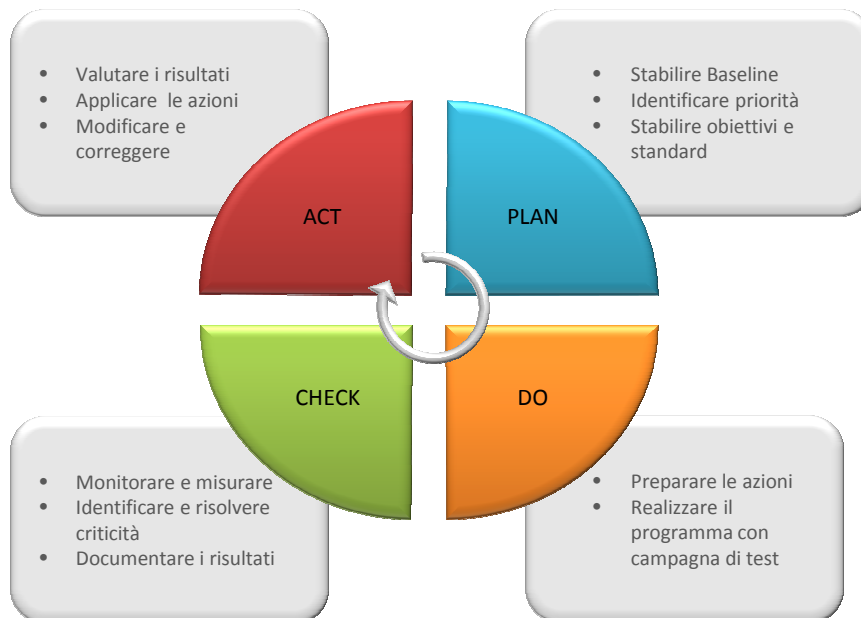 • Valutare i risultati
• Applicare le azioni
• Modificare e
correggere
• Stabilire Baseline
• Identificare priorità
• Stabilire obiettivi e
standard
ACT
PLAN
CHECK
DO
• Monitorare e misurare
• Identificare e risolvere
criticità
• Documentare i risultati
• Preparare le azioni
• Realizzare il
programma con
campagna di test